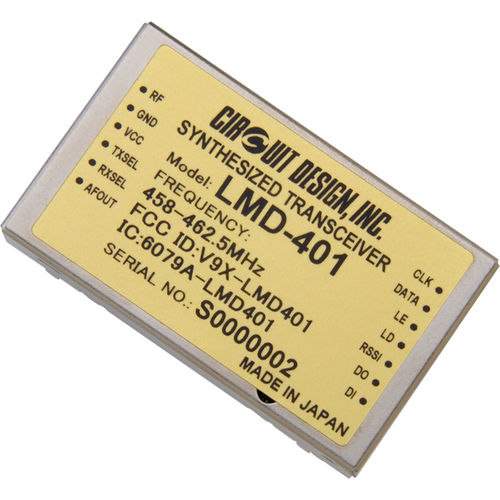 CIRCUIT DESIGN, INC.
SYNTHESIZED TRANSCEIVER
Model: LMD-401
FREQUENCY:
458-462.5MHz
FCC ID:V9X-LMD401
IC:6079A-LMD401
SERIAL NO.: S0000002
MADE IN JAPAN
RF
GND
VCC
TXSEL
RXSEL
AFOUT
CLK
DATA
LE
LD
RSSI
DO
DI